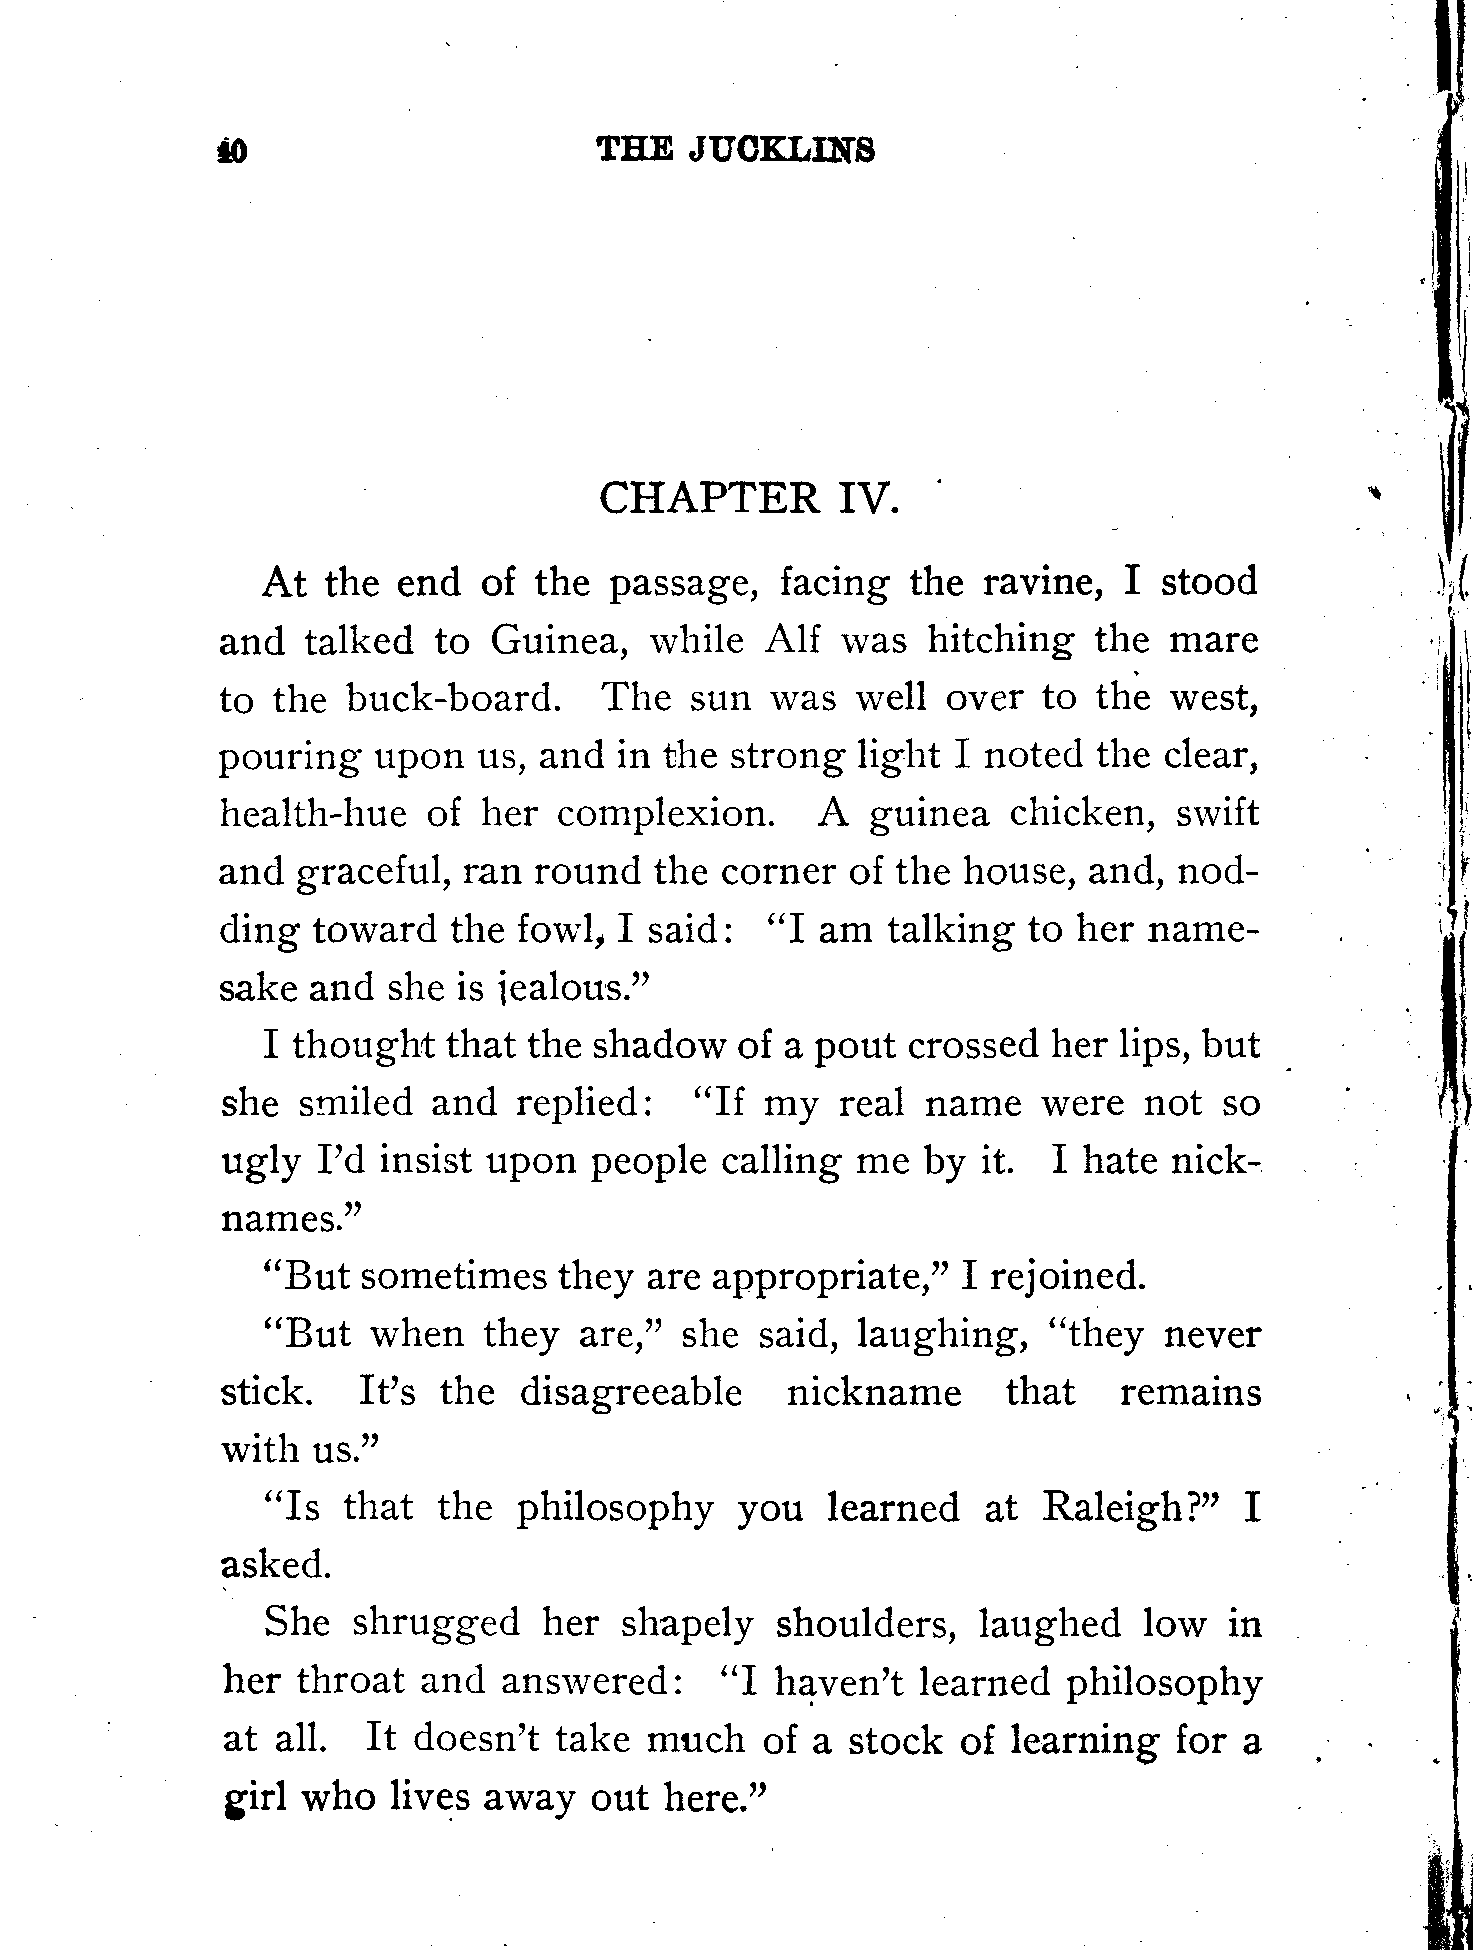 40 THE JUCKLINS
CHAPTER IV.
At the end of the passage, facing the ravine, I stood
and talked to Guinea, while Alf was hitching the mare
to the buck-board. The sun was well over to the west,
pouring upon us, and in the strong light I noted the clear,
health-hue of her complexion. A guinea chicken, swift
and graceful, ran round the corner of the house, and, nod-
ding toward the fowl, I said: “I am talking to her name-
sake and she is jealous.”
I thought that the shadow of a pout crossed her lips, but
she smiled and replied: “If my real name were not so
ugly I’d insist upon people calling me by it. I hate nick-
names.”
“But sometimes they are appropriate,” I rejoined.
“But when they are,” she said, laughing, “they never
stick. It’s the disagreeable nickname that remains
with us.”
“Is that the philosophy you learned at Raleigh?” I
asked.
She shrugged her shapely shoulders, laughed low in
her throat and answered: “I haven’t learned philosophy
at all. It doesn’t take much of a stock of learning for a
girl who lives away out here.”